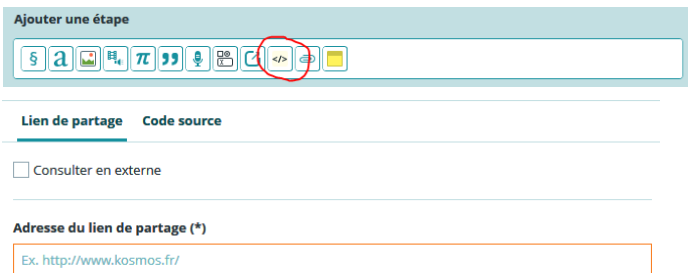 Ajouter une étape
§ a π </>
Lien de partage Code source
Consulter en externe
Adresse du lien de partage (*)
Ex. http://www.kosmos.fr/